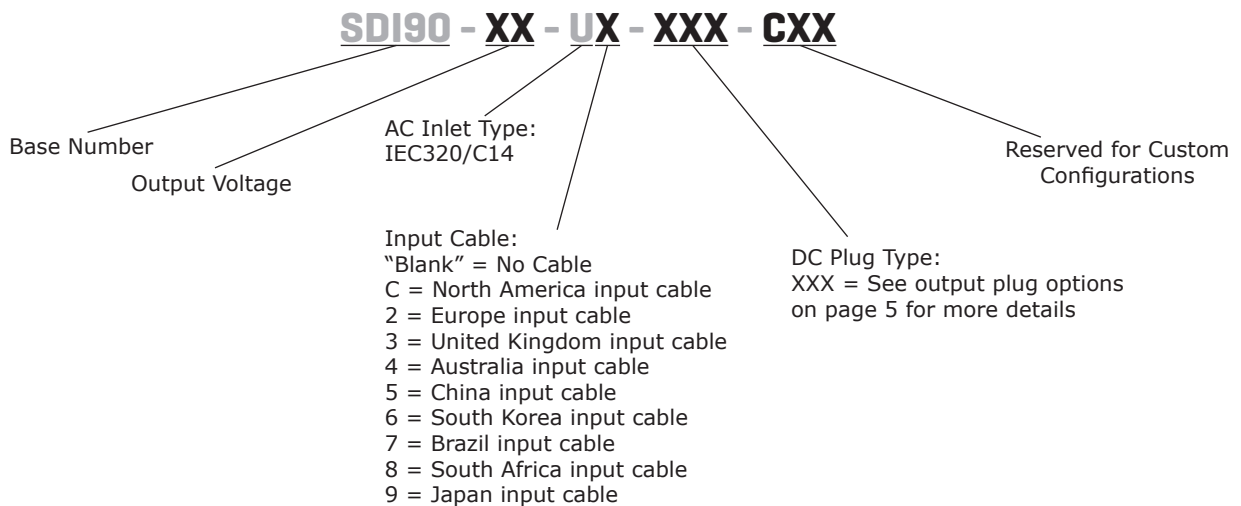 SDI90 - XX - UX - XXX - CXX
Base Number
Output Voltage
AC Inlet Type:
IEC320/C14
Input Cable:
“Blank” = No Cable
C = North America input cable
2 = Europe input cable
3 = United Kingdom input cable
4 = Australia input cable
5 = China input cable
6 = South Korea input cable
7 = Brazil input cable
8 = South Africa input cable
9 = Japan input cable
DC Plug Type:
XXX = See output plug options
on page 5 for more details
Reserved for Custom
Configurations